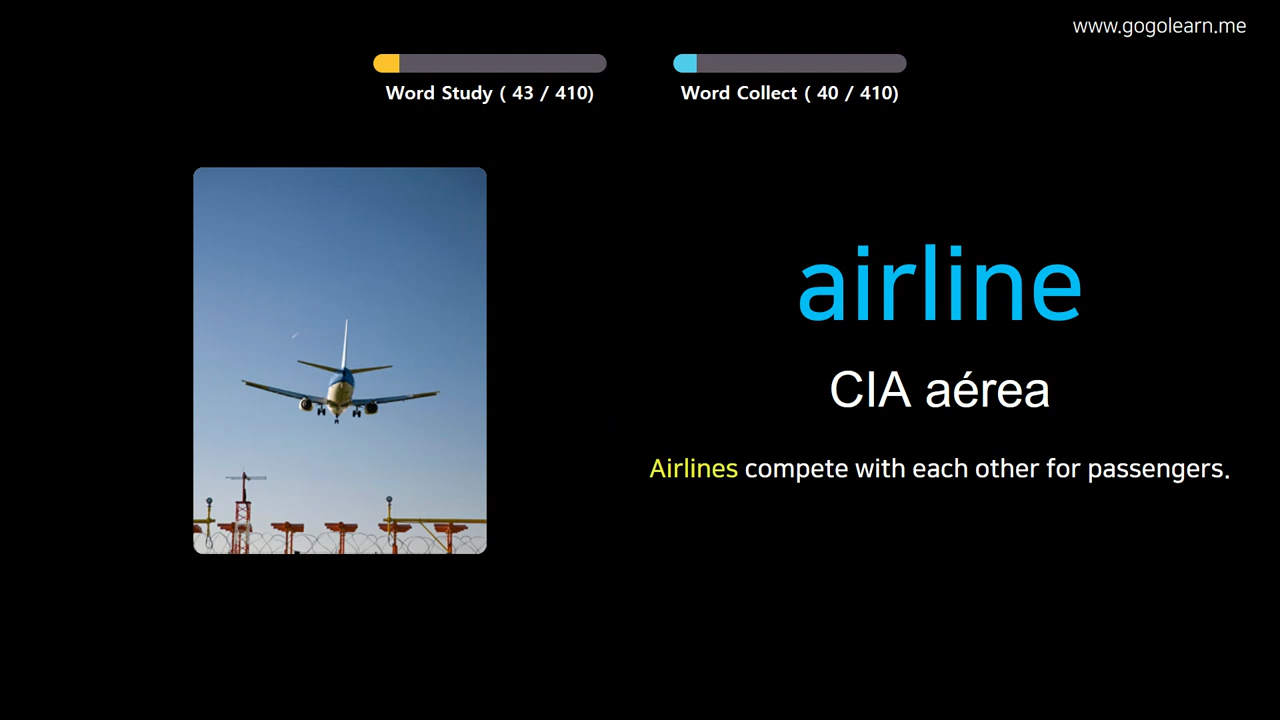 www.gogolearn.me
Word Study ( 43 / 410)
Word Collect ( 40 / 410)
airline
CIA aérea
Airlines compete with each other for passengers.